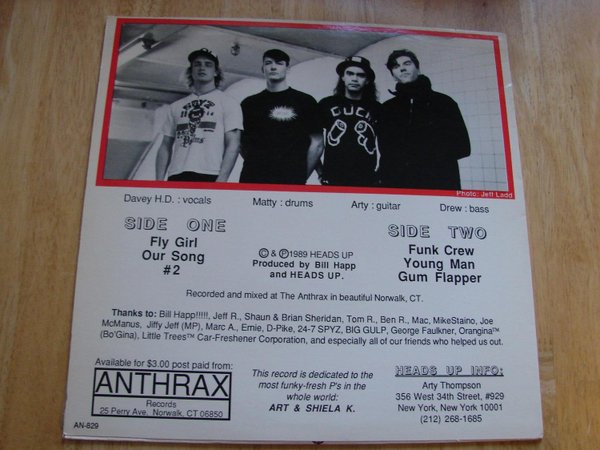 Photo: Jeff Ladd
Davey H.D. : vocals Matty : drums Arty : guitar Drew : bass
SIDE ONE
Fly Girl
Our Song
#2
© & ℗1989 HEADS UP
Produced by Bill Happ
and HEADS UP.
SIDE TWO
Funk Crew
Young Man
Gum Flapper
Recorded and mixed at The Anthrax in beautiful Norwalk, CT.
Thanks to: Bill Happ!!!!!, Jeff R., Shaun & Brian Sheridan, Tom R., Ben R., Mac, MikeStaino, Joe
McManus, Jiffy Jeff (MP), Marc A., Ernie, D-Pike, 24-7 SPYZ, BIG GULP, George Faulkner, Orangina™
(Bo'Gina), Little Trees™ Car-Freshener Corporation, and especially all of our friends who helped us out.
Available for $3.00 post paid from:
ANTHRAX
Records
25 Perry Ave. Norwalk, CT 06850
AN-829
This record is dedicated to the
most funky-fresh P's in the
whole world:
ART & SHIELA K.
HEADS UP INFO:
Arty Thompson
356 West 34th Street, #929
New York, New York 10001
(212) 268-1685